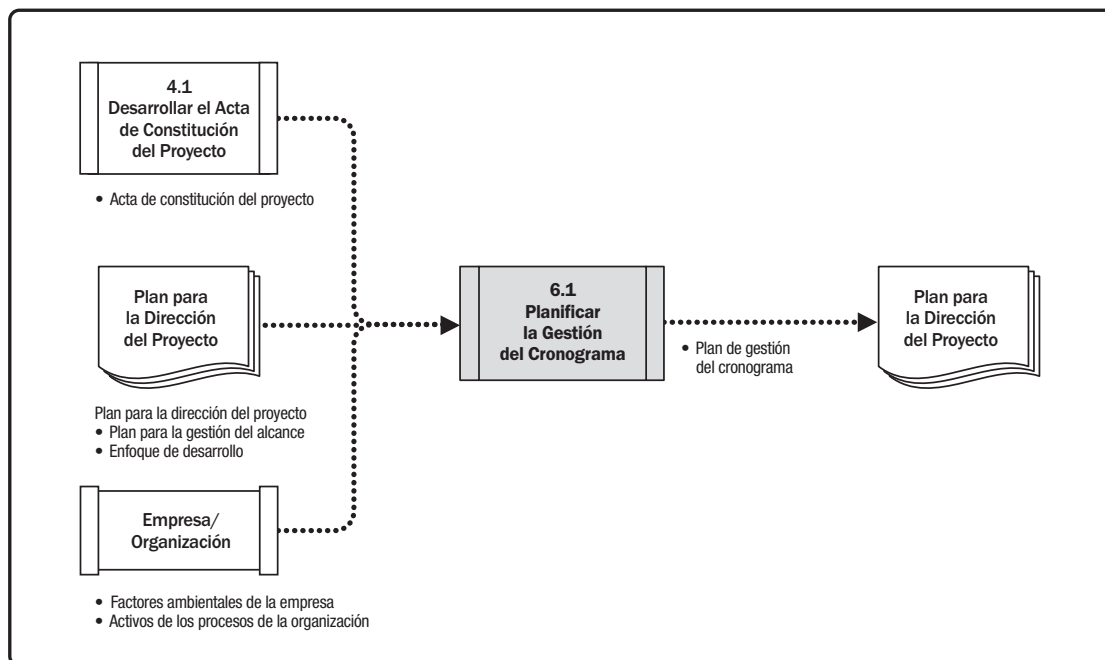 4.1
Desarrollar el Acta
de Constitución
del Proyecto
• Acta de constitución del proyecto
Plan para
la Dirección
del Proyecto
Plan para la dirección del proyecto
• Plan para la gestión del alcance
• Enfoque de desarrollo
Empresa/
Organización
• Factores ambientales de la empresa
• Activos de los procesos de la organización
6.1
Planificar
la Gestión
del Cronograma
• Plan de gestión
del cronograma
Plan para
la Dirección
del Proyecto